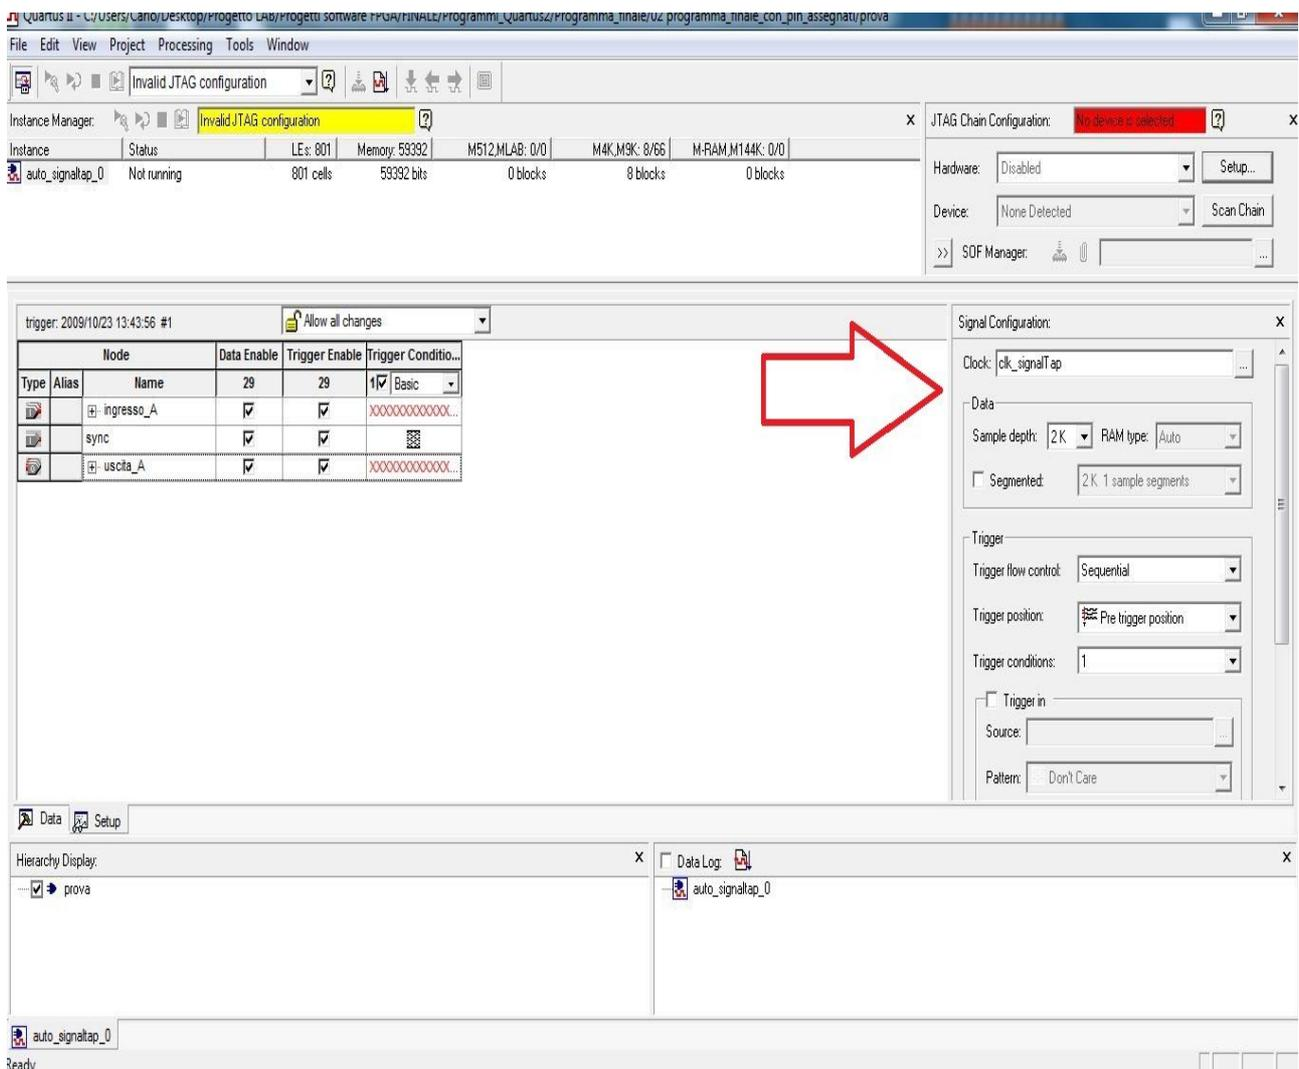 Quartus II - C:/Users/Cano/Desktop/Progetto LAB/Progetti software FPGA/FINALE/Programmi_Quartus2/Programma_finale/02 programma_finale_con_pin_assegnati/prova
File Edit View Project Processing Tools Window
Invalid JTAG configuration
Instance Manager: Invalid JTAG configuration
Instance Status LEs: 801 Memory: 59392 M512,MLAB: 0/0 M4K,M9K: 8/66 M-RAM,M144K: 0/0
auto_signaltap_0 Not running 801 cells 59392 bits 0 blocks 8 blocks 0 blocks
JTAG Chain Configuration: No device is selected
Hardware: Disabled Setup...
Device: None Detected Scan Chain
>> SOF Manager: ...
trigger: 2009/10/23 13:43:56 #1 Allow all changes
Node Data Enable Trigger Enable Trigger Conditio...
Type Alias Name 29 29 1 Basic
ingresso_A XXXXXXXXXXXX...
sync
uscita_A XXXXXXXXXXXX...
Signal Configuration:
Clock: clk_signalTap ...
Data
Sample depth: 2 K RAM type: Auto
Segmented: 2 K 1 sample segments
Trigger
Trigger flow control: Sequential
Trigger position: Pre trigger position
Trigger conditions: 1
Trigger in
Source: ...
Pattern: Don't Care
Data Setup
Hierarchy Display:
prova
Data Log:
auto_signaltap_0
auto_signaltap_0
Ready